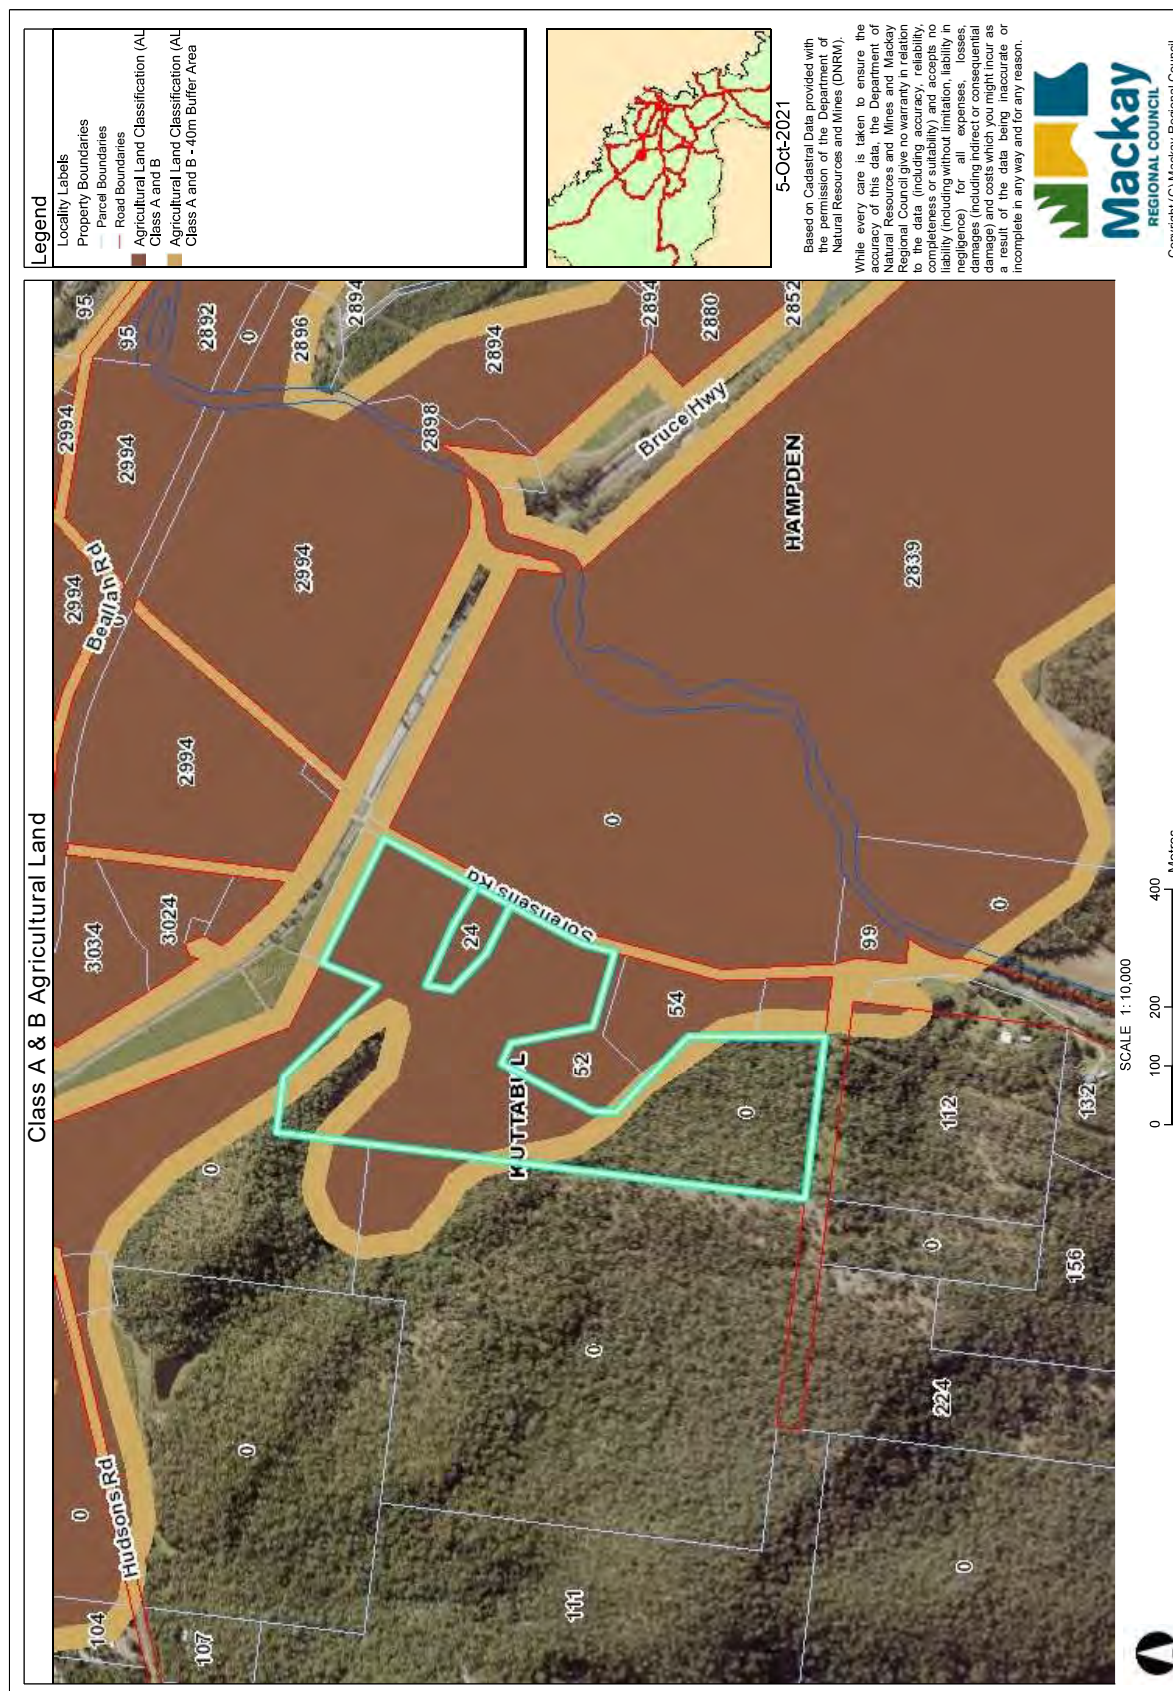 Class A & B Agricultural Land
Legend
Locality Labels
Property Boundaries
Parcel Boundaries
Road Boundaries
Agricultural Land Classification (AL
Class A and B
Agricultural Land Classification (AL
Class A and B - 40m Buffer Area
5-Oct-2021
Based on Cadastral Data provided with
the permission of the Department of
Natural Resources and Mines (DNRM).
While every care is taken to ensure the
accuracy of this data, the Department of
Natural Resources and Mines and Mackay
Regional Council give no warranty in relation
to the data (including accuracy, reliability,
completeness or suitability) and accepts no
liability (including without limitation, liability in
negligence) for all expenses, losses,
damages (including indirect or consequential
damage) and costs which you might incur as
a result of the data being inaccurate or
incomplete in any way and for any reason.
Mackay
REGIONAL COUNCIL
Copyright (C) Mackay Regional Council
104
0
Hudsons Rd
107
0
0
111
0
0
224
156
0
112
132
0
KUTTABUL
52
54
24
Sorensens Rd
99
0
0
3034
3024
2994
2994
Beallah Rd
0
2994
2994
2994
95
95
2892
0
2896
2894
2894
2898
2894
2880
2852
Bruce Hwy
HAMPDEN
2839
SCALE 1:10,000
0
100
200
400
Metres